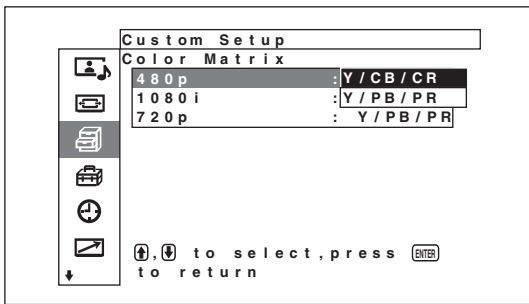 Custom Setup
Color Matrix
480p : Y/CB/CR
1080i : Y/PB/PR
720p : Y/PB/PR
, to select, press ENTER
to return